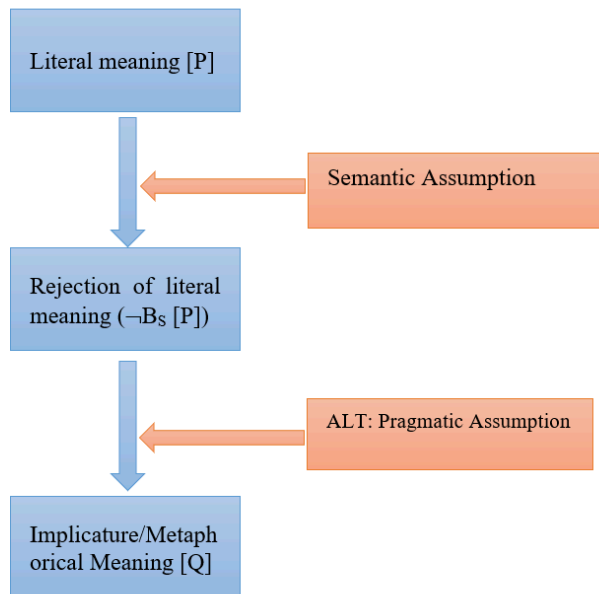 Literal meaning [P]
Semantic Assumption
Rejection of literal
meaning (¬Bₛ [P])
ALT: Pragmatic Assumption
Implicature/Metaph
orical Meaning [Q]